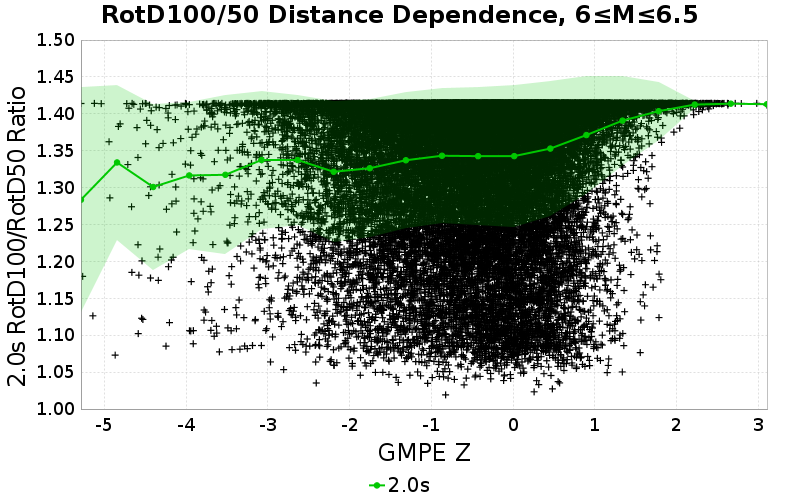 RotD100/50 Distance Dependence, 6≤M≤6.5
2.0s RotD100/RotD50 Ratio
1.50
1.45
1.40
1.35
1.30
1.25
1.20
1.15
1.10
1.05
1.00
-5 -4 -3 -2 -1 0 1 2 3
GMPE Z
2.0s